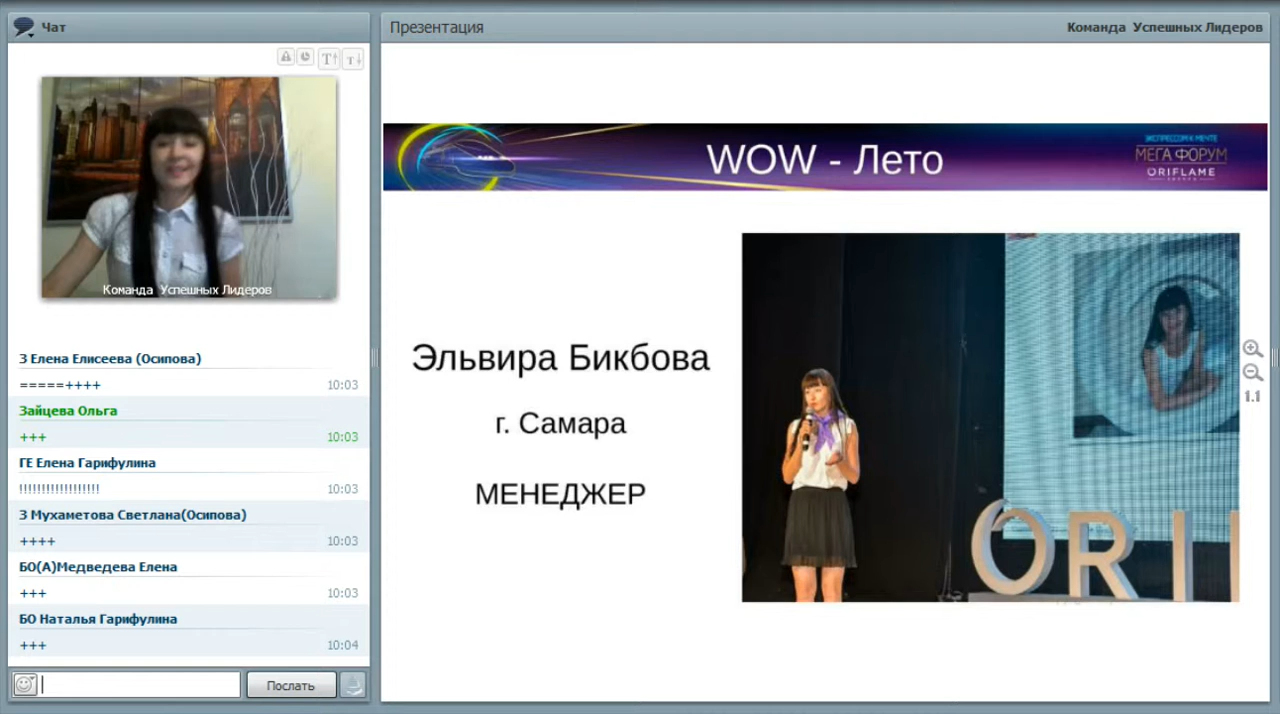 Чат
Т↑ т↓
Команда Успешных Лидеров
З Елена Елисеева (Осипова)
=====++++ 10:03
Зайцева Ольга
+++ 10:03
ГЕ Елена Гарифулина
!!!!!!!!!!!!!!!!!! 10:03
З Мухаметова Светлана(Осипова)
++++ 10:03
БО(А)Медведева Елена
+++ 10:03
БО Наталья Гарифулина
+++ 10:04
Послать
Презентация Команда Успешных Лидеров
WOW - Лето
ЭКСПРЕССОМ К МЕЧТЕ
МЕГА ФОРУМ
ORIFLAME
Эльвира Бикбова
г. Самара
МЕНЕДЖЕР
ORI
1.1